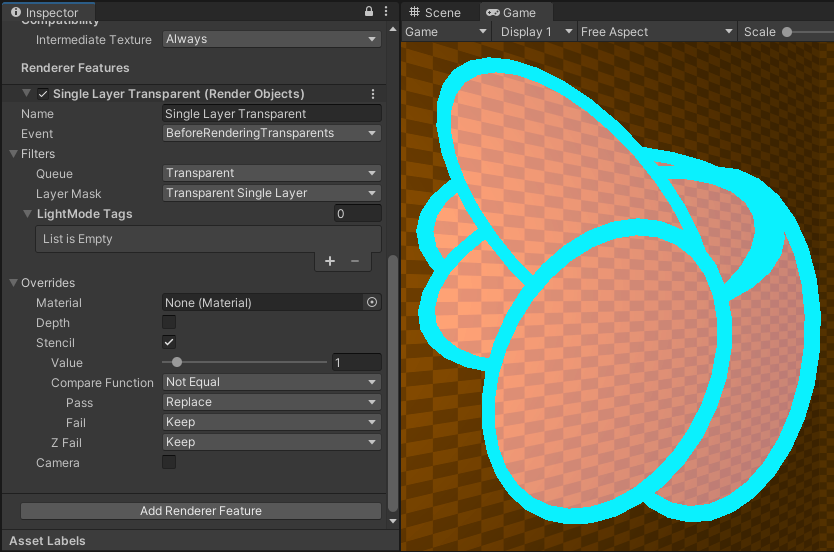 Inspector
Compatibility
Intermediate Texture Always
Renderer Features
Single Layer Transparent (Render Objects)
Name Single Layer Transparent
Event BeforeRenderingTransparents
Filters
Queue Transparent
Layer Mask Transparent Single Layer
LightMode Tags 0
List is Empty
+ −
Overrides
Material None (Material)
Depth
Stencil
Value 1
Compare Function Not Equal
Pass Replace
Fail Keep
Z Fail Keep
Camera
Add Renderer Feature
Asset Labels
Scene Game
Game Display 1 Free Aspect Scale